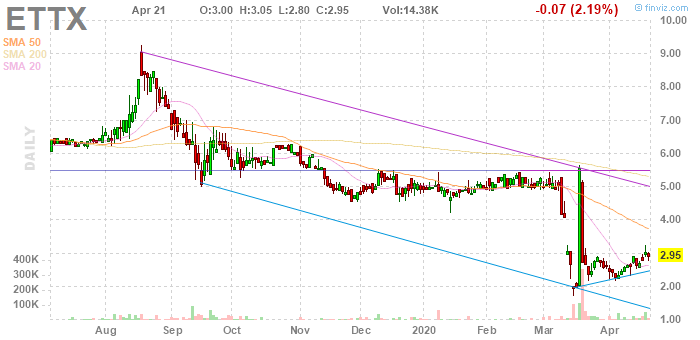 ETTX Apr 21 O:3.00 H:3.05 L:2.80 C:2.95 Vol:14.38K -0.07 (2.19%) © finviz.com
SMA 50
SMA 200
SMA 20
DAILY
10.00
9.00
8.00
7.00
6.00
5.00
4.00
2.95
2.00
1.00
400K
300K
200K
100K
Aug Sep Oct Nov Dec 2020 Feb Mar Apr